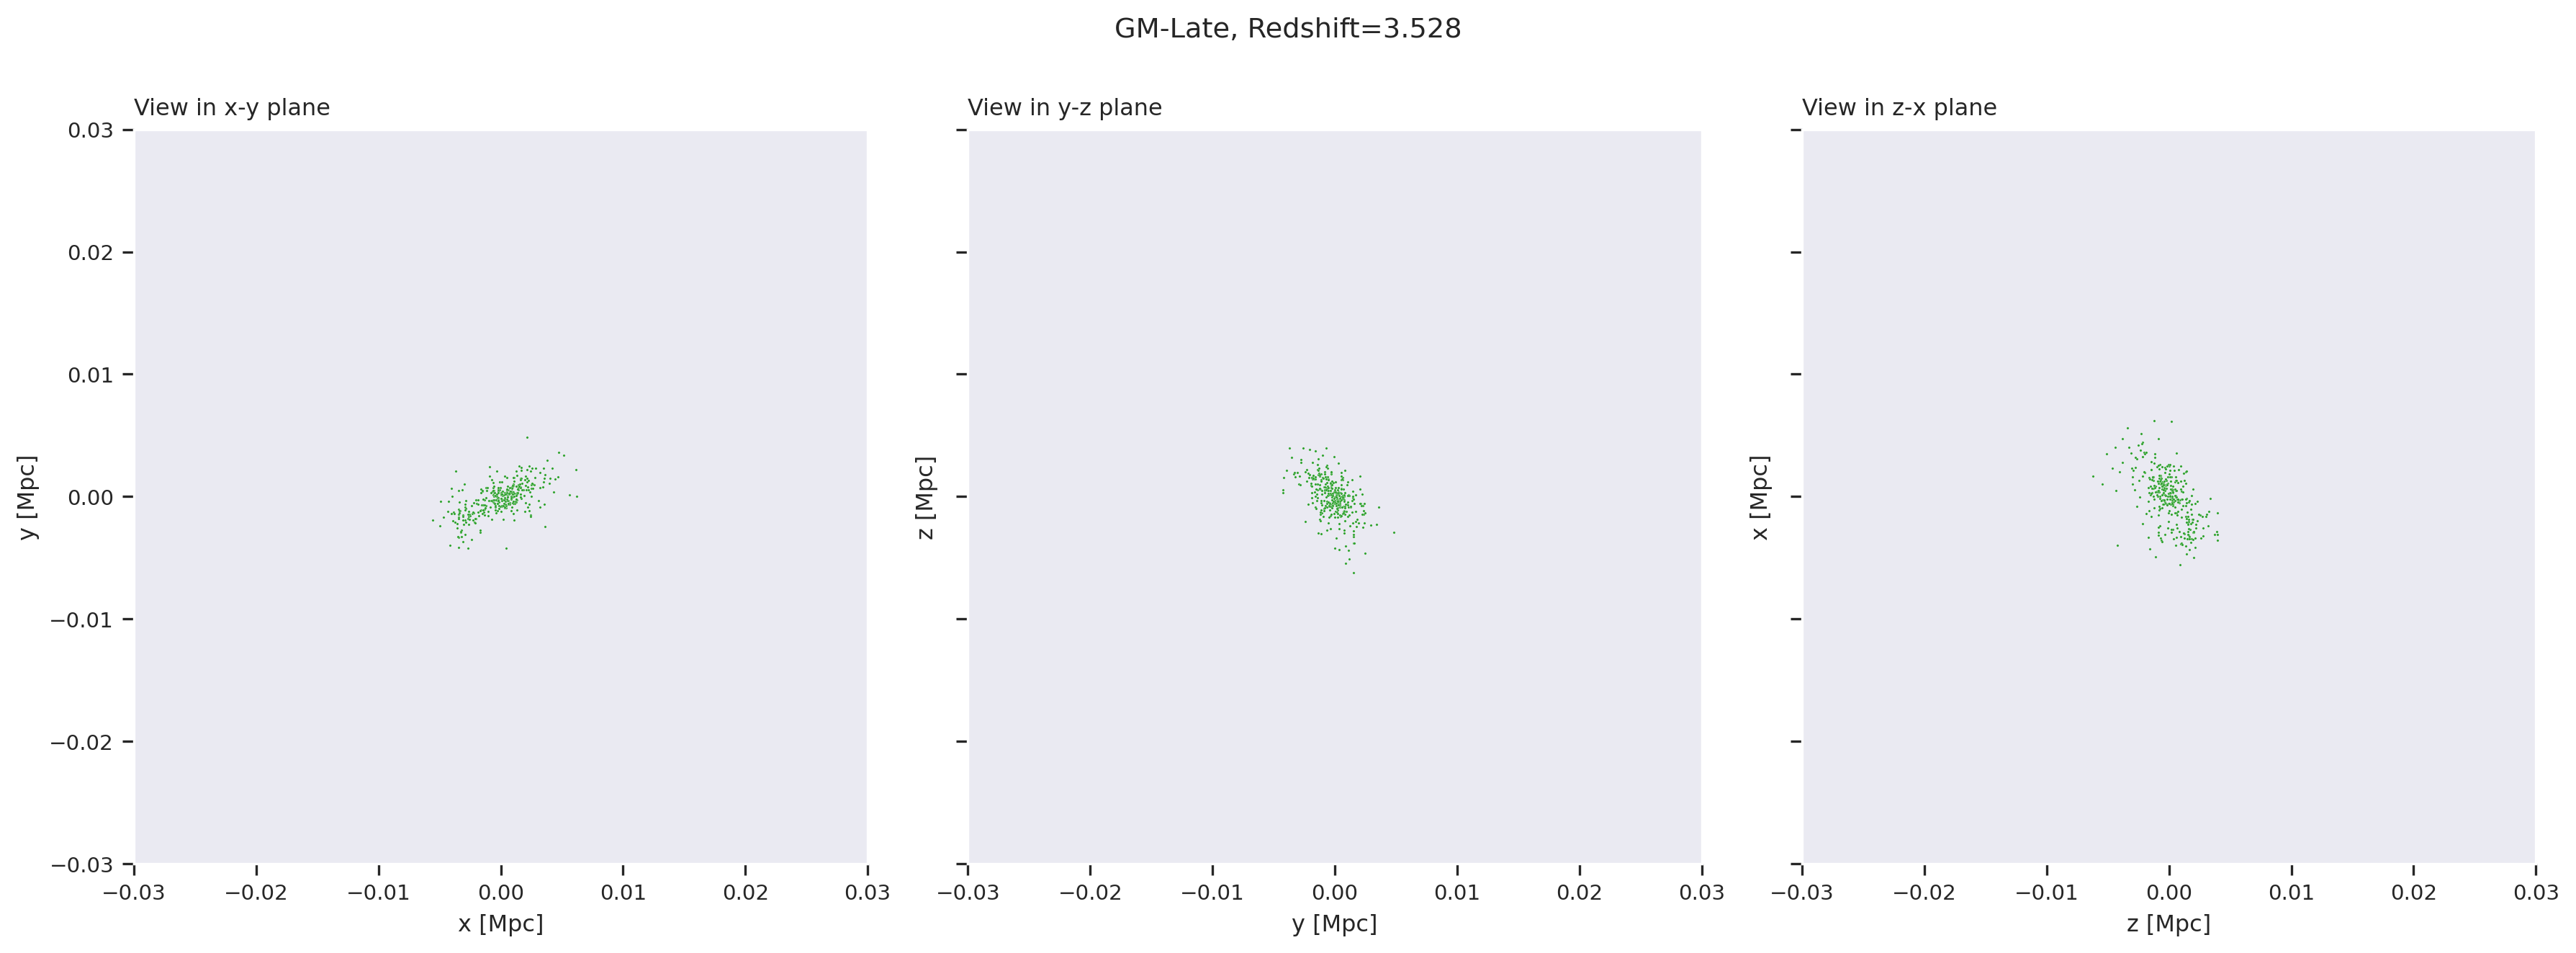 GM-Late, Redshift=3.528
View in x-y plane
0.03
0.02
0.01
0.00
−0.01
−0.02
−0.03
y [Mpc]
−0.03 −0.02 −0.01 0.00 0.01 0.02 0.03
x [Mpc]
View in y-z plane
z [Mpc]
−0.03 −0.02 −0.01 0.00 0.01 0.02 0.03
y [Mpc]
View in z-x plane
x [Mpc]
−0.03 −0.02 −0.01 0.00 0.01 0.02 0.03
z [Mpc]